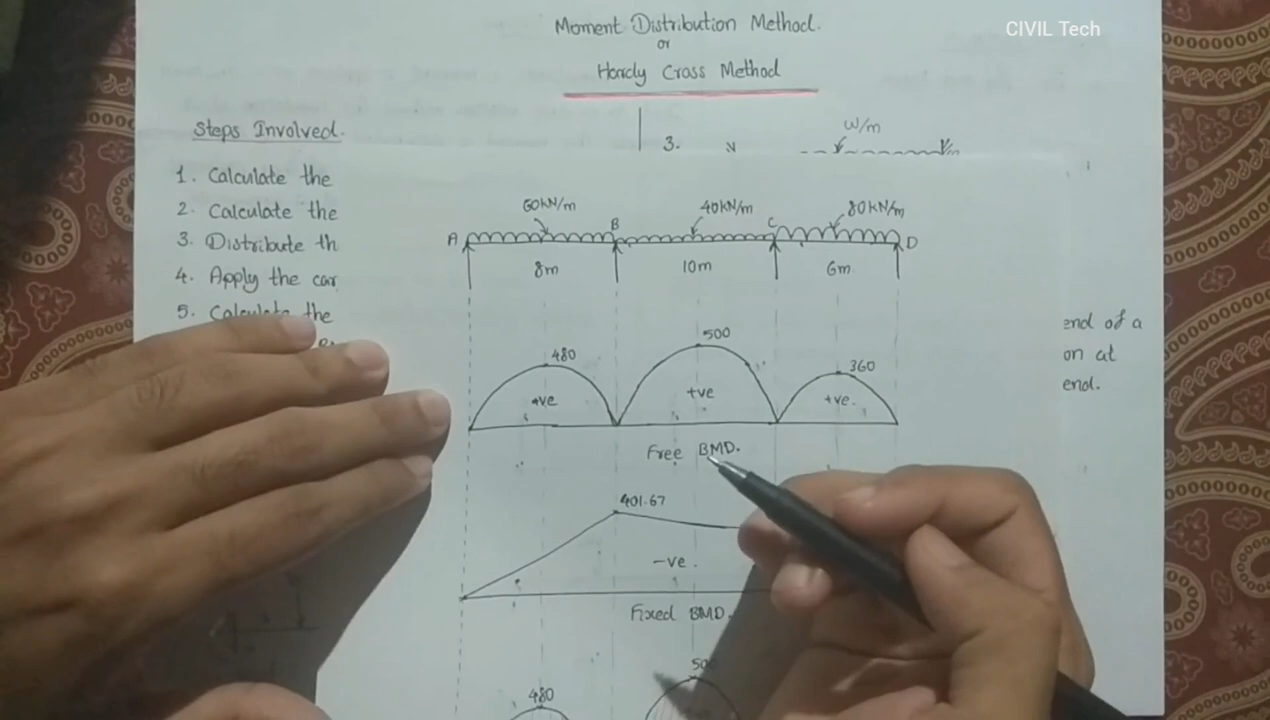 Moment Distribution Method.
or
Hardy Cross Method
CIVIL Tech
Steps Involved.
1. Calculate the
2. Calculate the
3. Distribute th
4. Apply the car
5. Calculate the
3.
W/m
60KN/m
40KN/m
80KN/m
A
B
C
D
8m
10m
6m
480
500
360
+ve
+ve
+ve.
Free BMD.
end of a
on at
end.
401.67
-ve.
Fixed BMD.
480
500